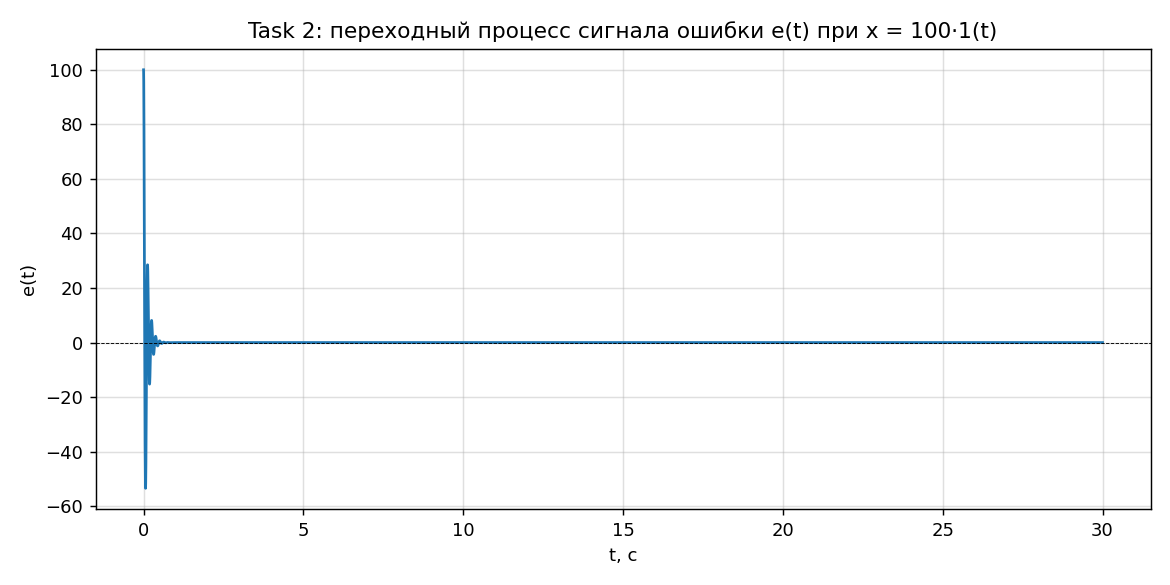 Task 2: переходный процесс сигнала ошибки e(t) при x = 100·1(t)
100
80
60
40
20
0
−20
−40
−60
e(t)
0 5 10 15 20 25 30
t, с